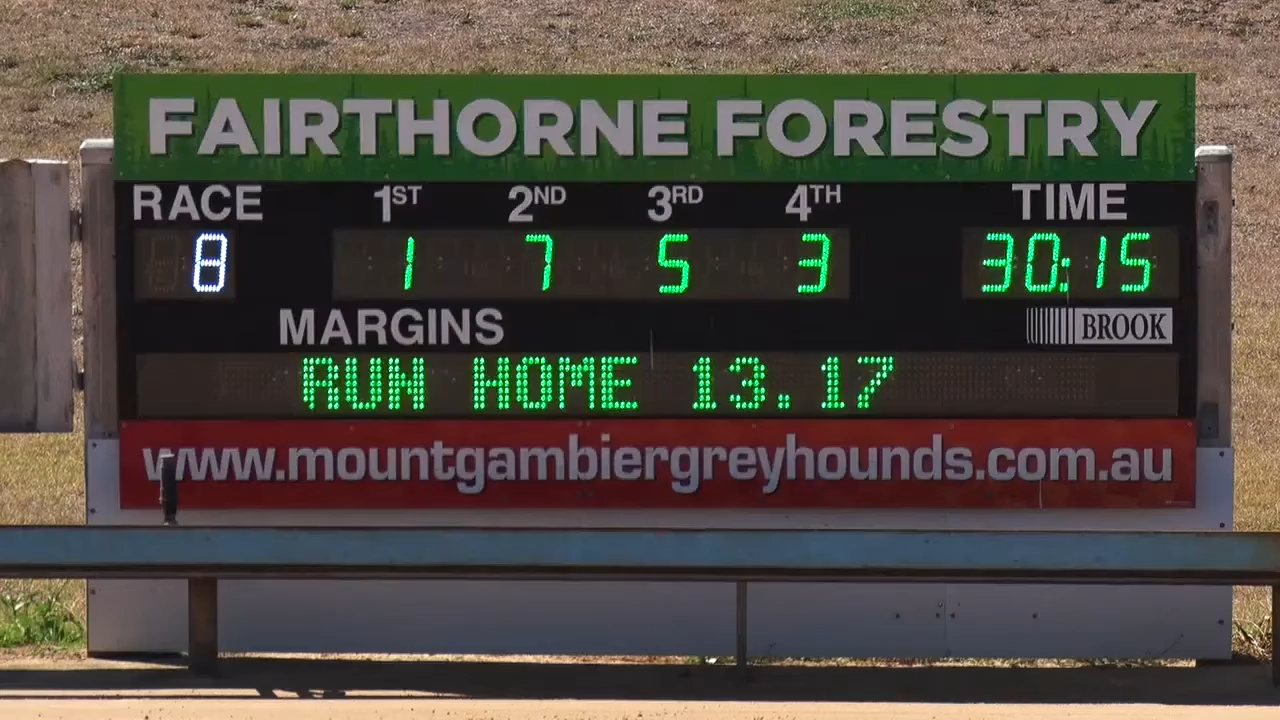 FAIRTHORNE FORESTRY
RACE 1ST 2ND 3RD 4TH TIME
8 1 7 5 3 30:15
MARGINS BROOK
RUN HOME 13.17
www.mountgambiergreyhounds.com.au